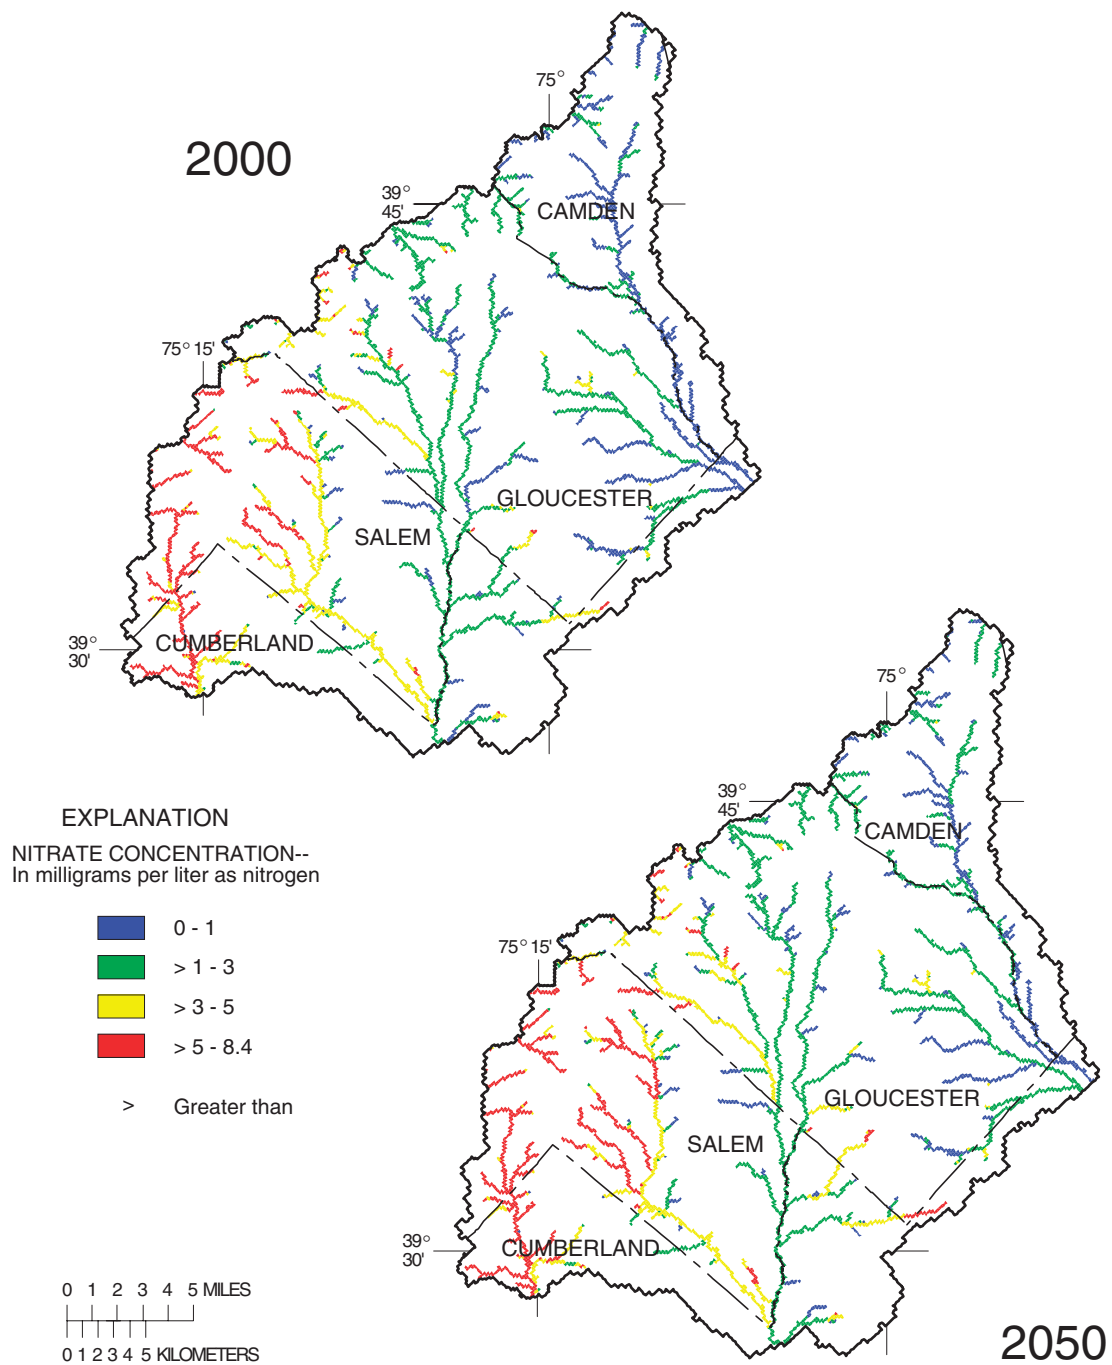 2000
75°
39°
45'
CAMDEN
75° 15'
GLOUCESTER
SALEM
CUMBERLAND
39°
30'
EXPLANATION
NITRATE CONCENTRATION--
In milligrams per liter as nitrogen
0 - 1
> 1 - 3
> 3 - 5
> 5 - 8.4
> Greater than
75°
39°
45'
CAMDEN
75° 15'
GLOUCESTER
SALEM
CUMBERLAND
39°
30'
0 1 2 3 4 5 MILES
0 1 2 3 4 5 KILOMETERS
2050